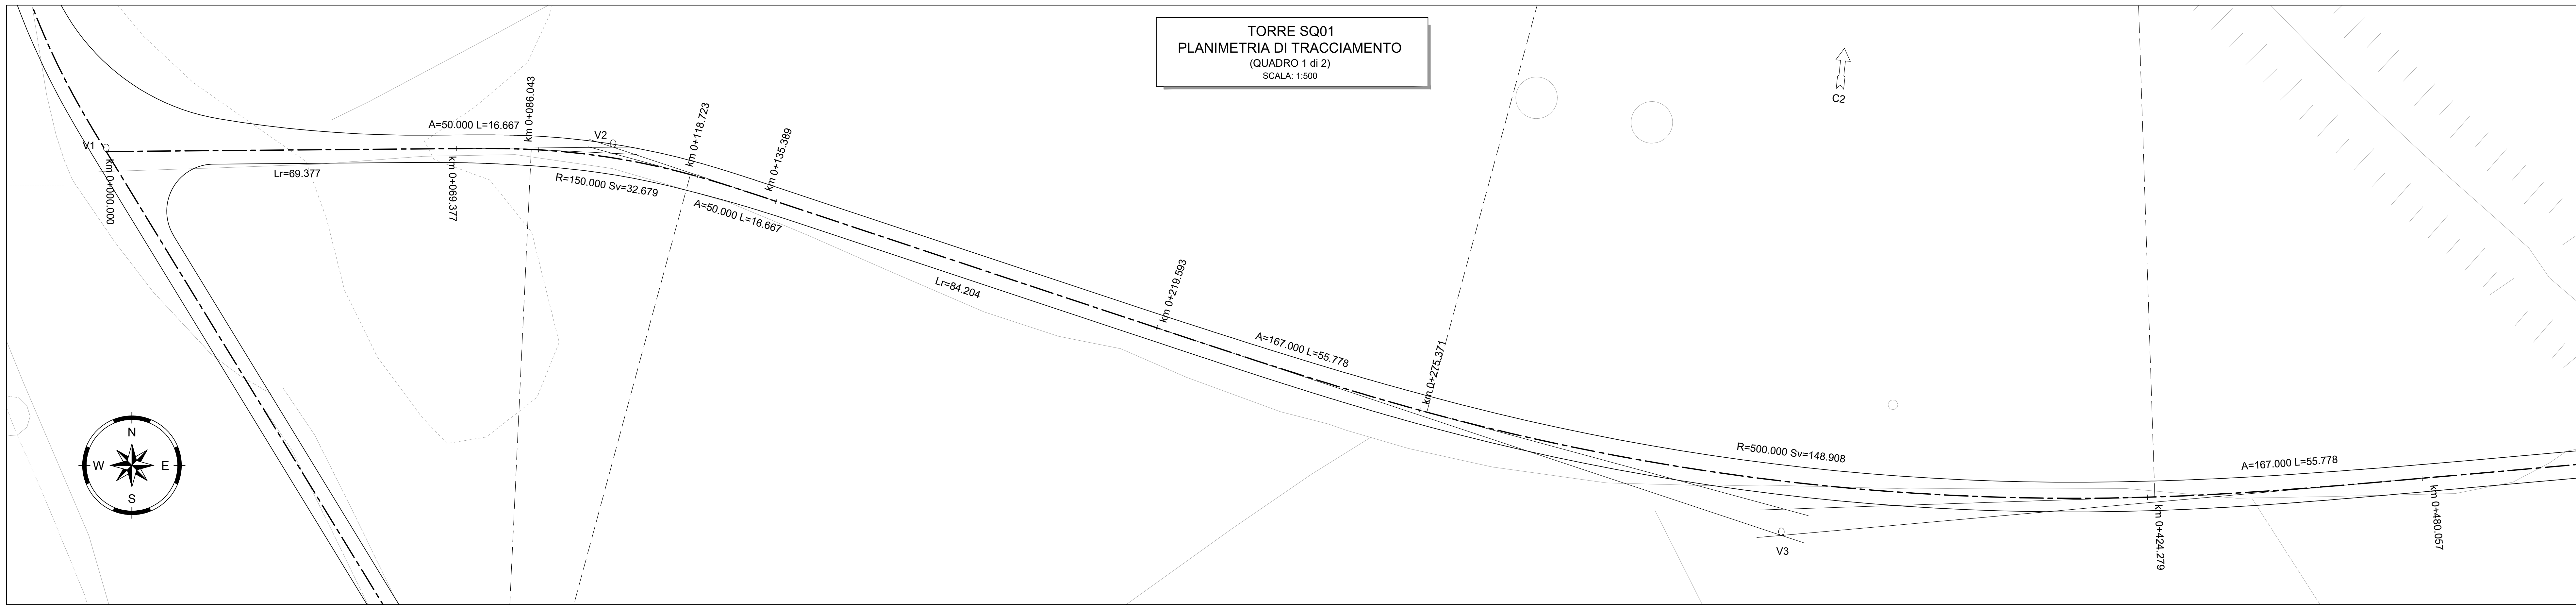 TORRE SQ01
PLANIMETRIA DI TRACCIAMENTO
(QUADRO 1 di 2)
SCALA: 1:500
C2
V1
km 0+000.000
Lr=69.377
A=50.000 L=16.667
km 0+069.377
km 0+086.043
V2
R=150.000 Sv=32.679
km 0+118.723
A=50.000 L=16.667
km 0+135.389
Lr=84.204
km 0+219.593
A=167.000 L=55.778
km 0+275.371
R=500.000 Sv=148.908
V3
km 0+424.279
A=167.000 L=55.778
km 0+480.057
N
W
E
S